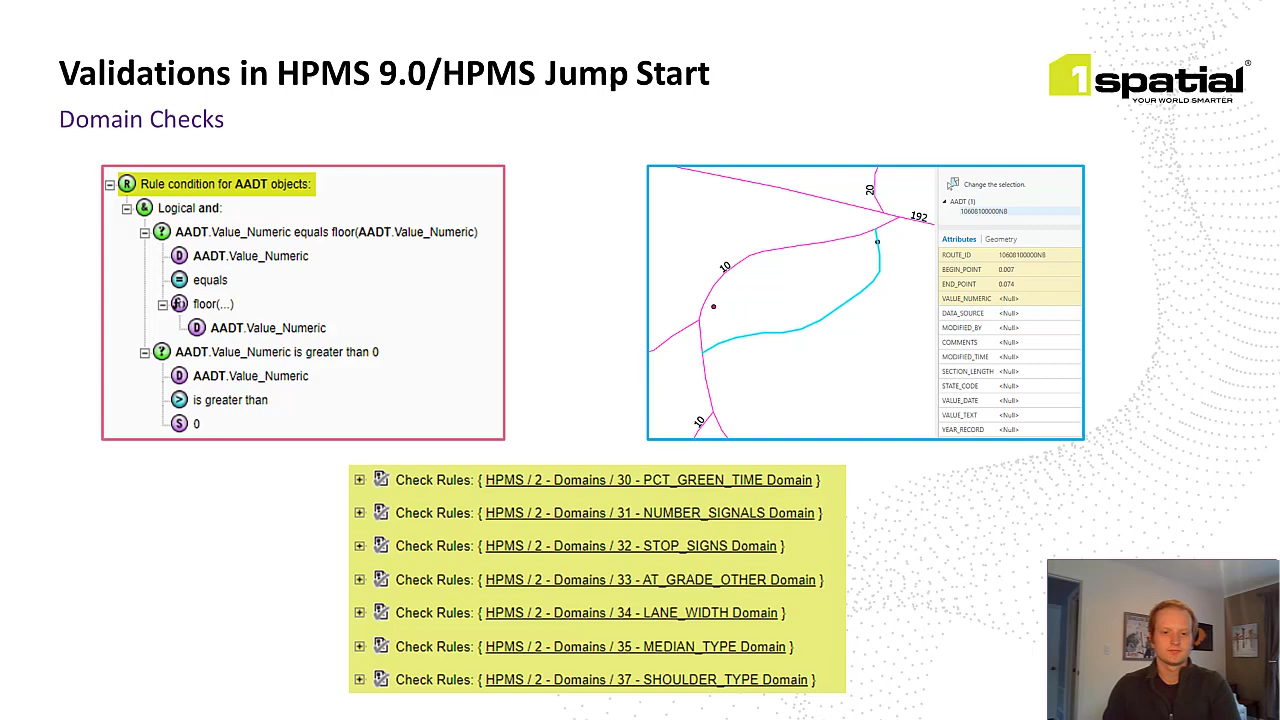 Validations in HPMS 9.0/HPMS Jump Start
Domain Checks
1spatial®
YOUR WORLD SMARTER
R Rule condition for AADT objects:
& Logical and:
? AADT.Value_Numeric equals floor(AADT.Value_Numeric)
D AADT.Value_Numeric
= equals
floor(...)
D AADT.Value_Numeric
? AADT.Value_Numeric is greater than 0
D AADT.Value_Numeric
> is greater than
S 0
20
192
10
10
Change the selection.
AADT (1)
10608100000NB
Attributes Geometry
ROUTE_ID 10608100000NB
BEGIN_POINT 0.007
END_POINT 0.074
VALUE_NUMERIC <Null>
DATA_SOURCE <Null>
MODIFIED_BY <Null>
COMMENTS <Null>
MODIFIED_TIME <Null>
SECTION_LENGTH <Null>
STATE_CODE <Null>
VALUE_DATE <Null>
VALUE_TEXT <Null>
YEAR_RECORD <Null>
Check Rules: { HPMS / 2 - Domains / 30 - PCT_GREEN_TIME Domain }
Check Rules: { HPMS / 2 - Domains / 31 - NUMBER_SIGNALS Domain }
Check Rules: { HPMS / 2 - Domains / 32 - STOP_SIGNS Domain }
Check Rules: { HPMS / 2 - Domains / 33 - AT_GRADE_OTHER Domain }
Check Rules: { HPMS / 2 - Domains / 34 - LANE_WIDTH Domain }
Check Rules: { HPMS / 2 - Domains / 35 - MEDIAN_TYPE Domain }
Check Rules: { HPMS / 2 - Domains / 37 - SHOULDER_TYPE Domain }